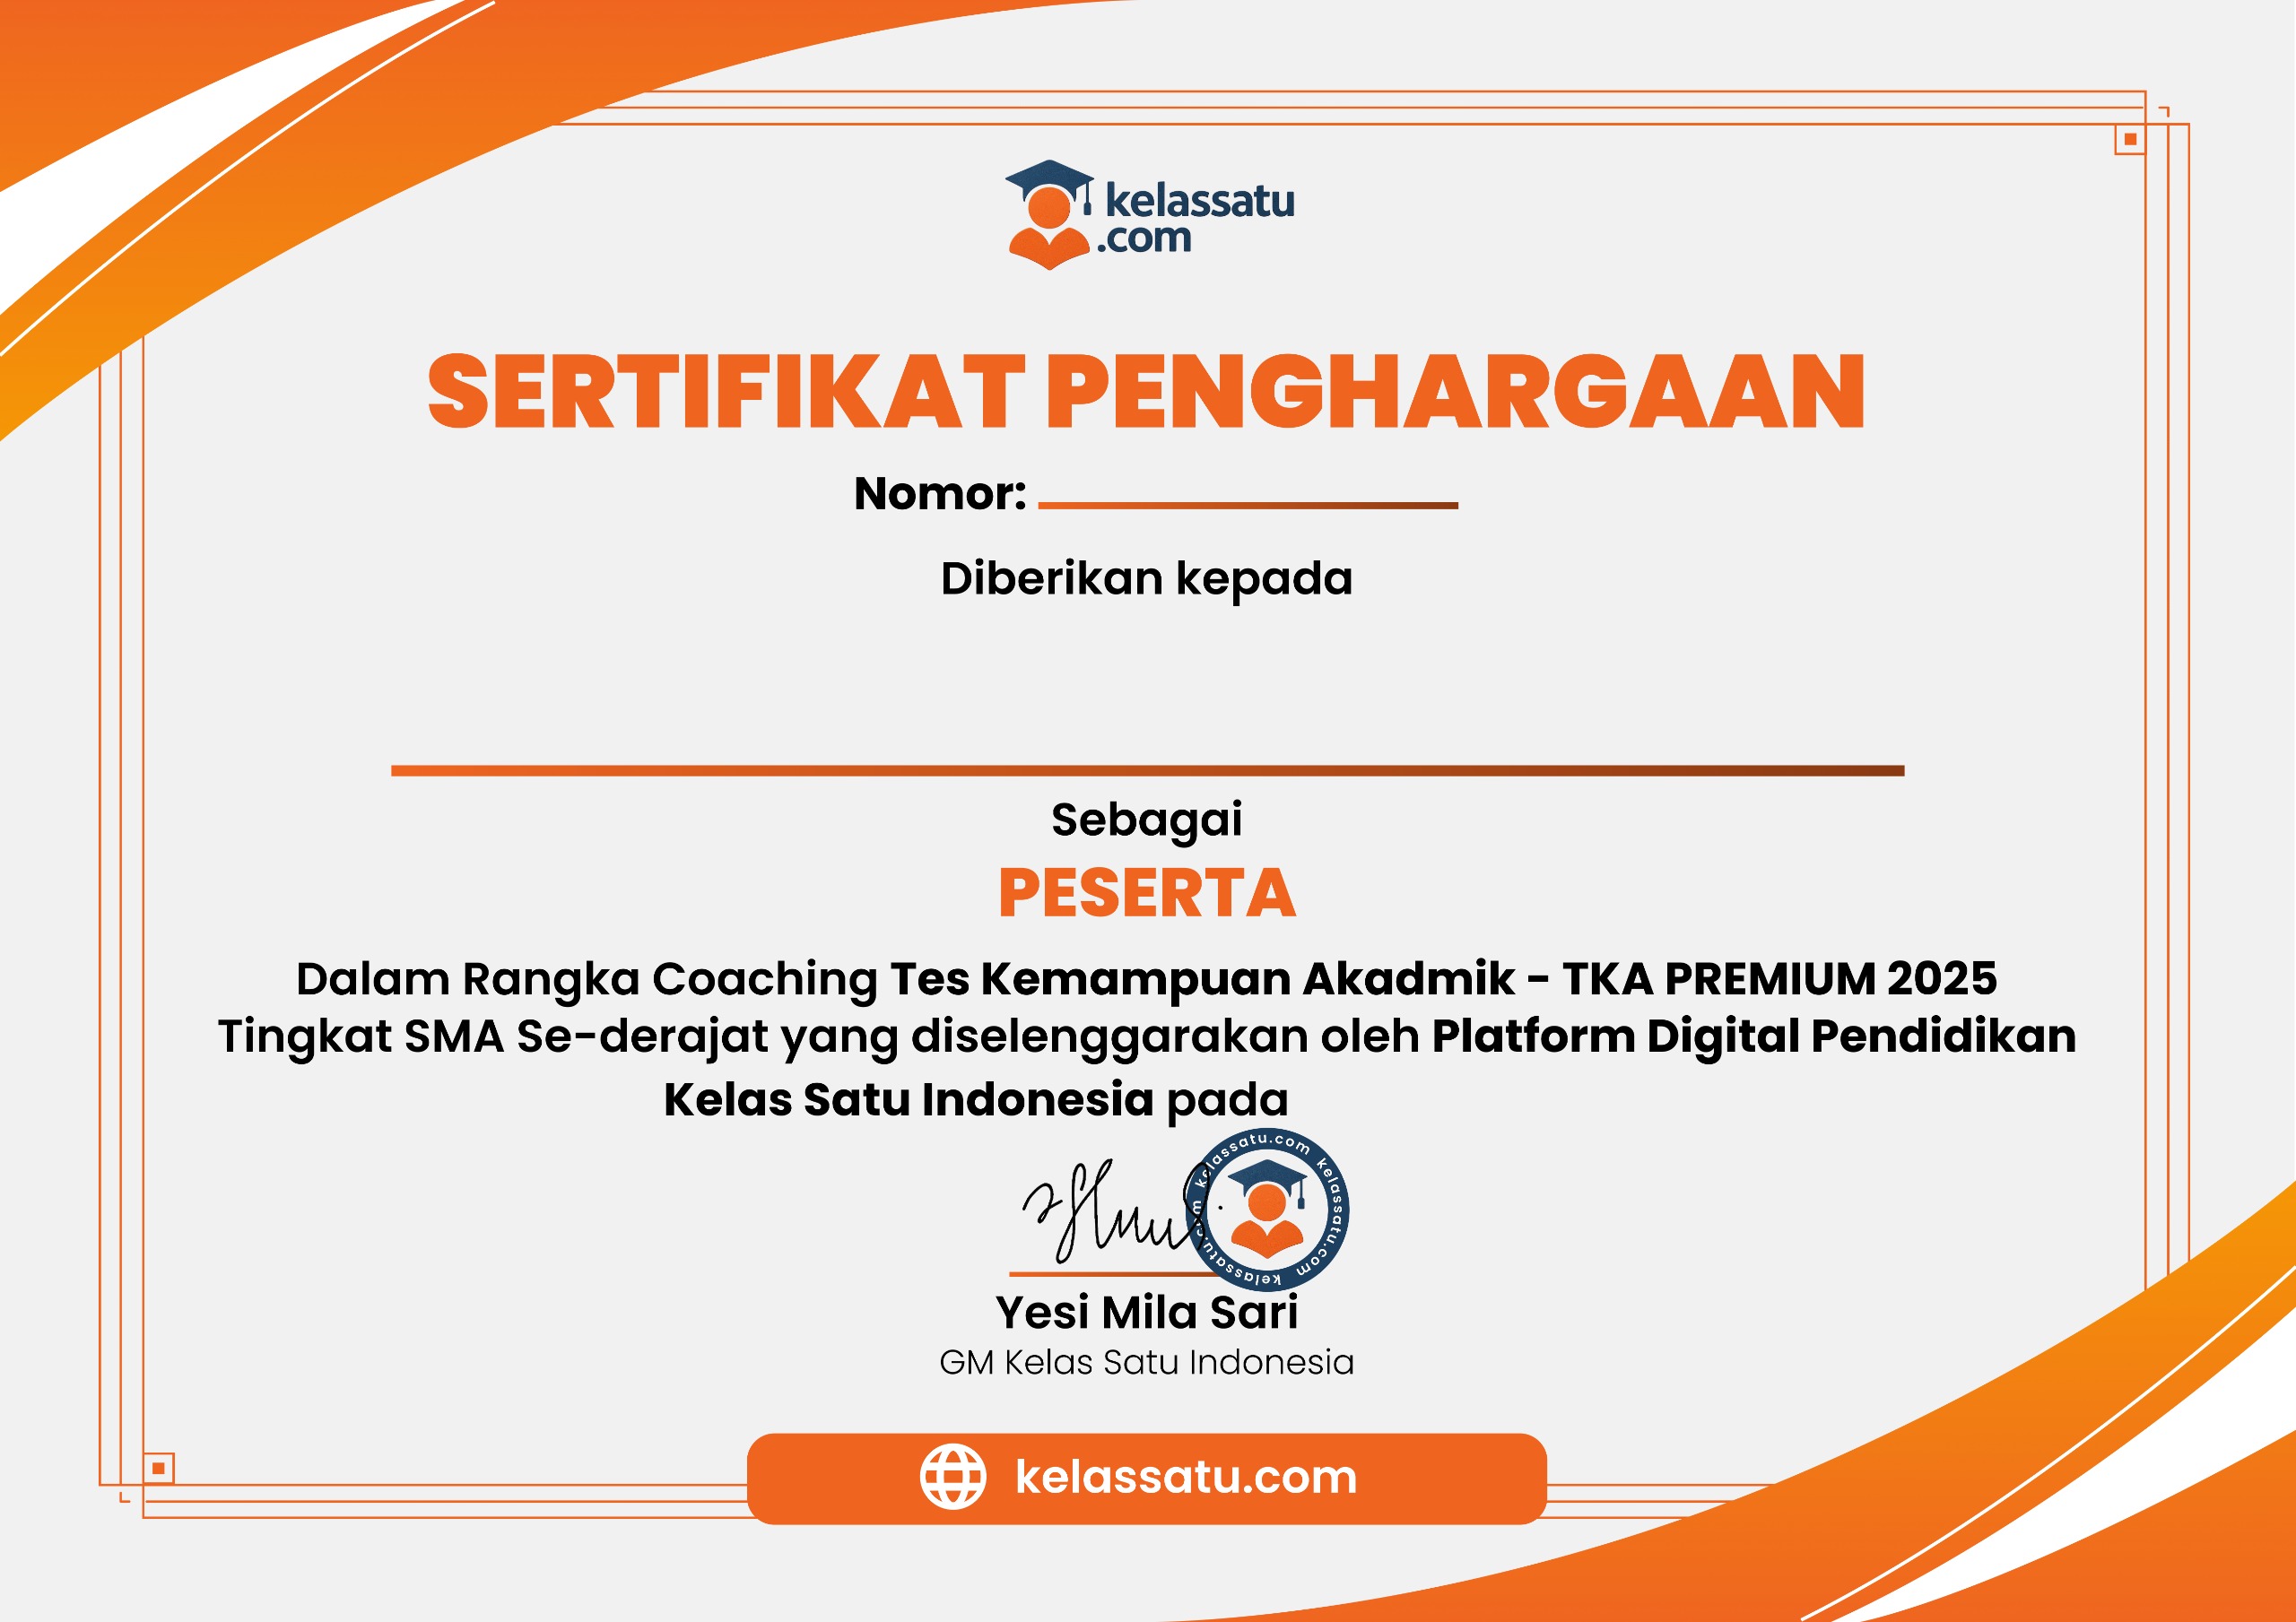 kelassatu
.com
SERTIFIKAT PENGHARGAAN
Nomor:
Diberikan kepada
Sebagai
PESERTA
Dalam Rangka Coaching Tes Kemampuan Akadmik - TKA PREMIUM 2025
Tingkat SMA Se-derajat yang diselenggarakan oleh Platform Digital Pendidikan
Kelas Satu Indonesia pada
kelassatu.com kelassatu.com kelassatu.com
Yesi Mila Sari
GM Kelas Satu Indonesia
kelassatu.com